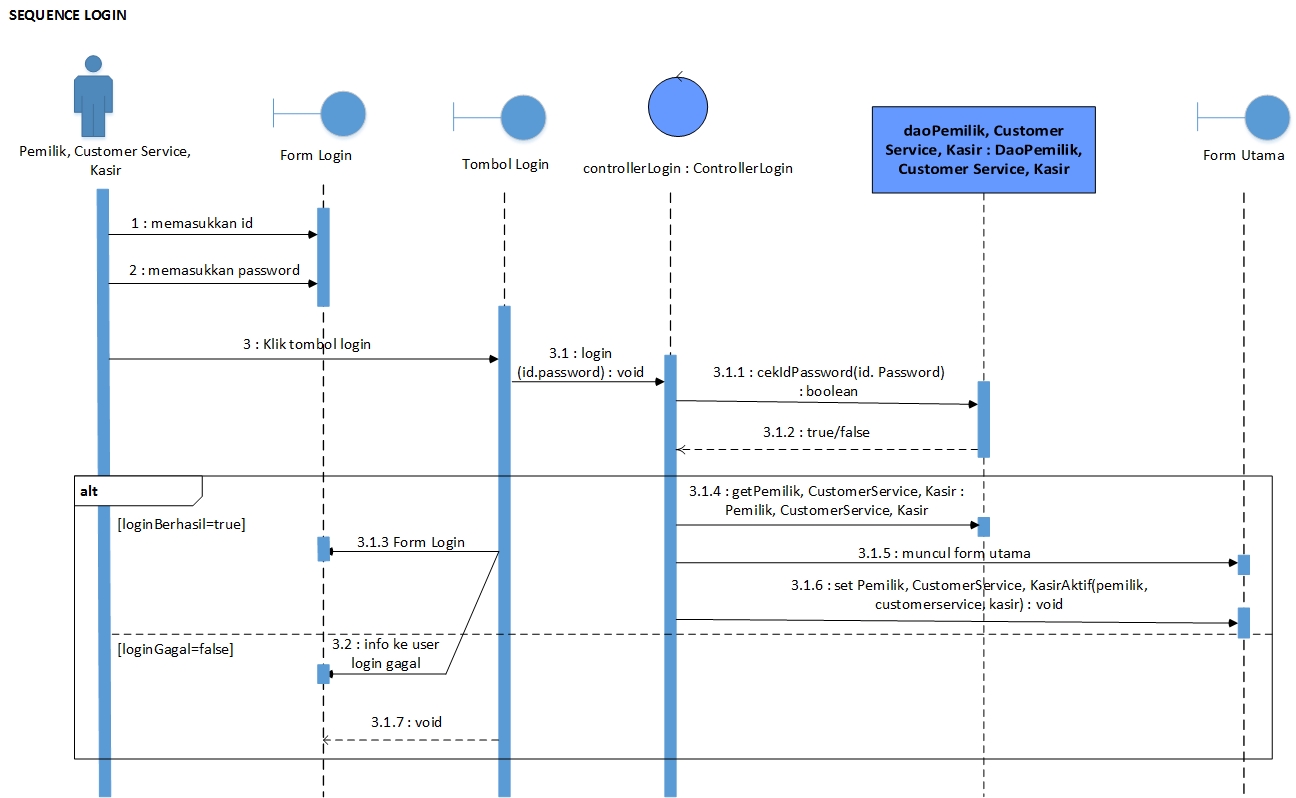 SEQUENCE LOGIN
Pemilik, Customer Service,
Kasir
Form Login
Tombol Login
controllerLogin : ControllerLogin
daoPemilik, Customer
Service, Kasir : DaoPemilik,
Customer Service, Kasir
Form Utama
1 : memasukkan id
2 : memasukkan password
3 : Klik tombol login
3.1 : login
(id.password) : void
3.1.1 : cekIdPassword(id. Password)
: boolean
3.1.2 : true/false
alt
[loginBerhasil=true]
3.1.4 : getPemilik, CustomerService, Kasir :
Pemilik, CustomerService, Kasir
3.1.3 Form Login
3.1.5 : muncul form utama
3.1.6 : set Pemilik, CustomerService, KasirAktif(pemilik,
customerservice, kasir) : void
[loginGagal=false]
3.2 : info ke user
login gagal
3.1.7 : void